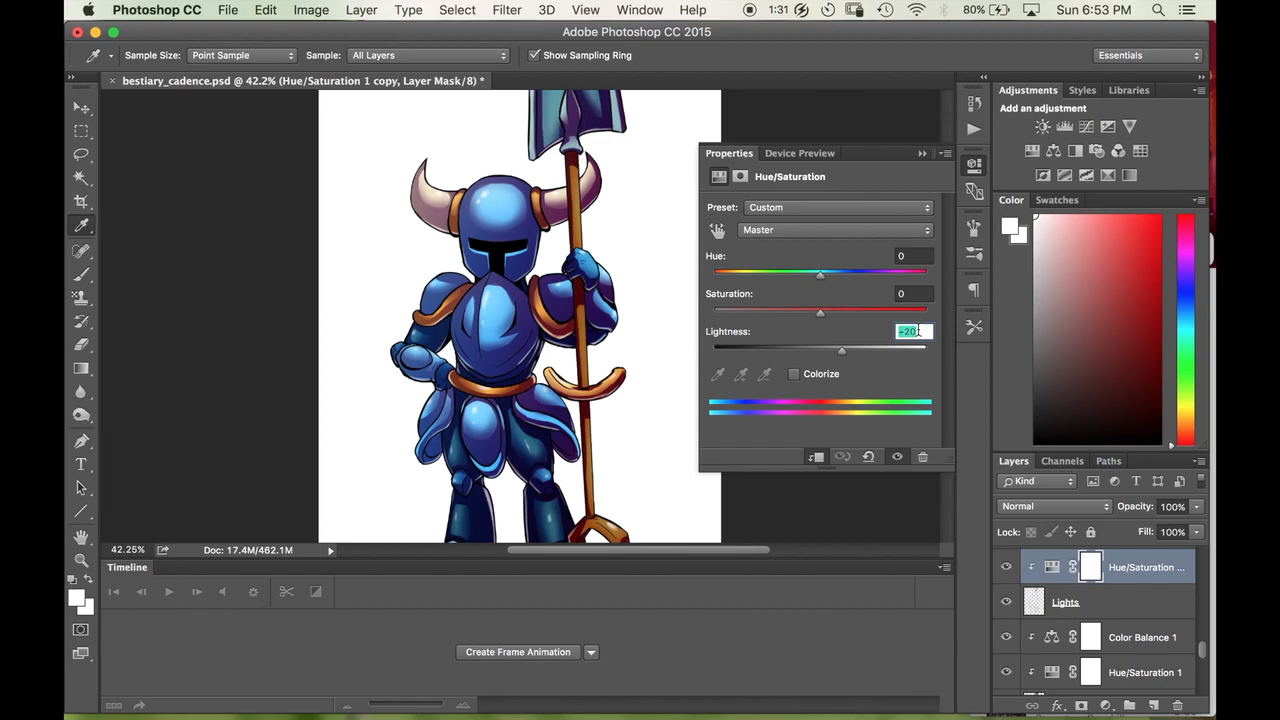 Photoshop CC File Edit Image Layer Type Select Filter 3D View Window Help 1:31 80% Sun 6:53 PM
Adobe Photoshop CC 2015
Sample Size: Point Sample Sample: All Layers Show Sampling Ring Essentials
bestiary_cadence.psd @ 42.2% (Hue/Saturation 1 copy, Layer Mask/8) *
Adjustments Styles Libraries
Add an adjustment
Properties Device Preview
Hue/Saturation
Preset: Custom
Master
Hue: 0
Saturation: 0
Lightness: +20
Colorize
Color Swatches
Layers Channels Paths
Kind
Normal Opacity: 100%
Lock: Fill: 100%
Hue/Saturation ...
Lights
Color Balance 1
Hue/Saturation 1
42.25% Doc: 17.4M/462.1M
Timeline
Create Frame Animation
T
fx